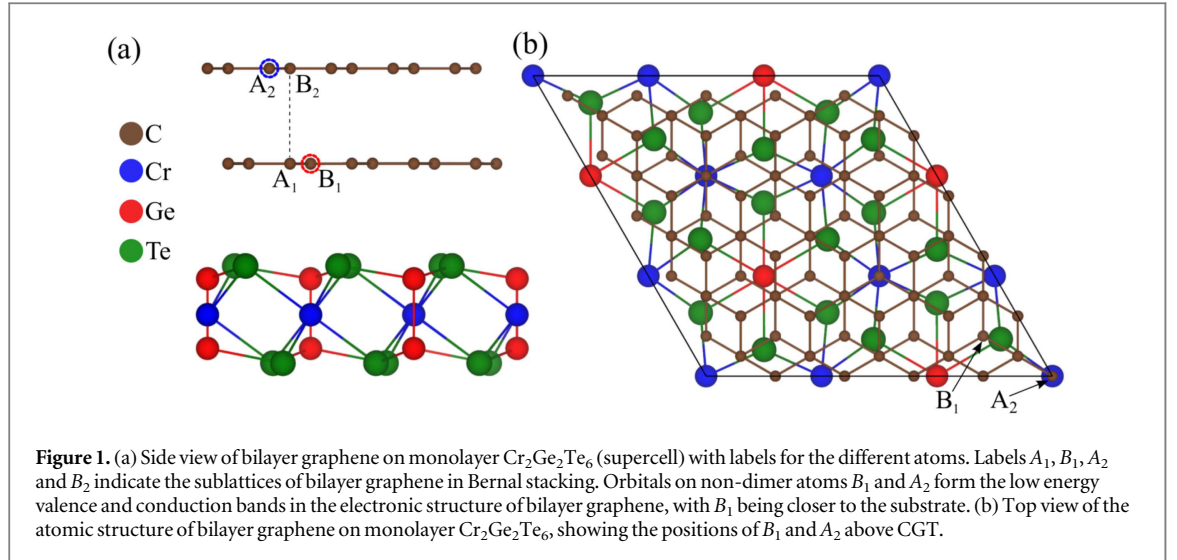 (a)
A₂ B₂
A₁ B₁
C
Cr
Ge
Te
(b)
B₁ A₂
Figure 1. (a) Side view of bilayer graphene on monolayer Cr₂Ge₂Te₆ (supercell) with labels for the different atoms. Labels A₁, B₁, A₂
and B₂ indicate the sublattices of bilayer graphene in Bernal stacking. Orbitals on non-dimer atoms B₁ and A₂ form the low energy
valence and conduction bands in the electronic structure of bilayer graphene, with B₁ being closer to the substrate. (b) Top view of the
atomic structure of bilayer graphene on monolayer Cr₂Ge₂Te₆, showing the positions of B₁ and A₂ above CGT.